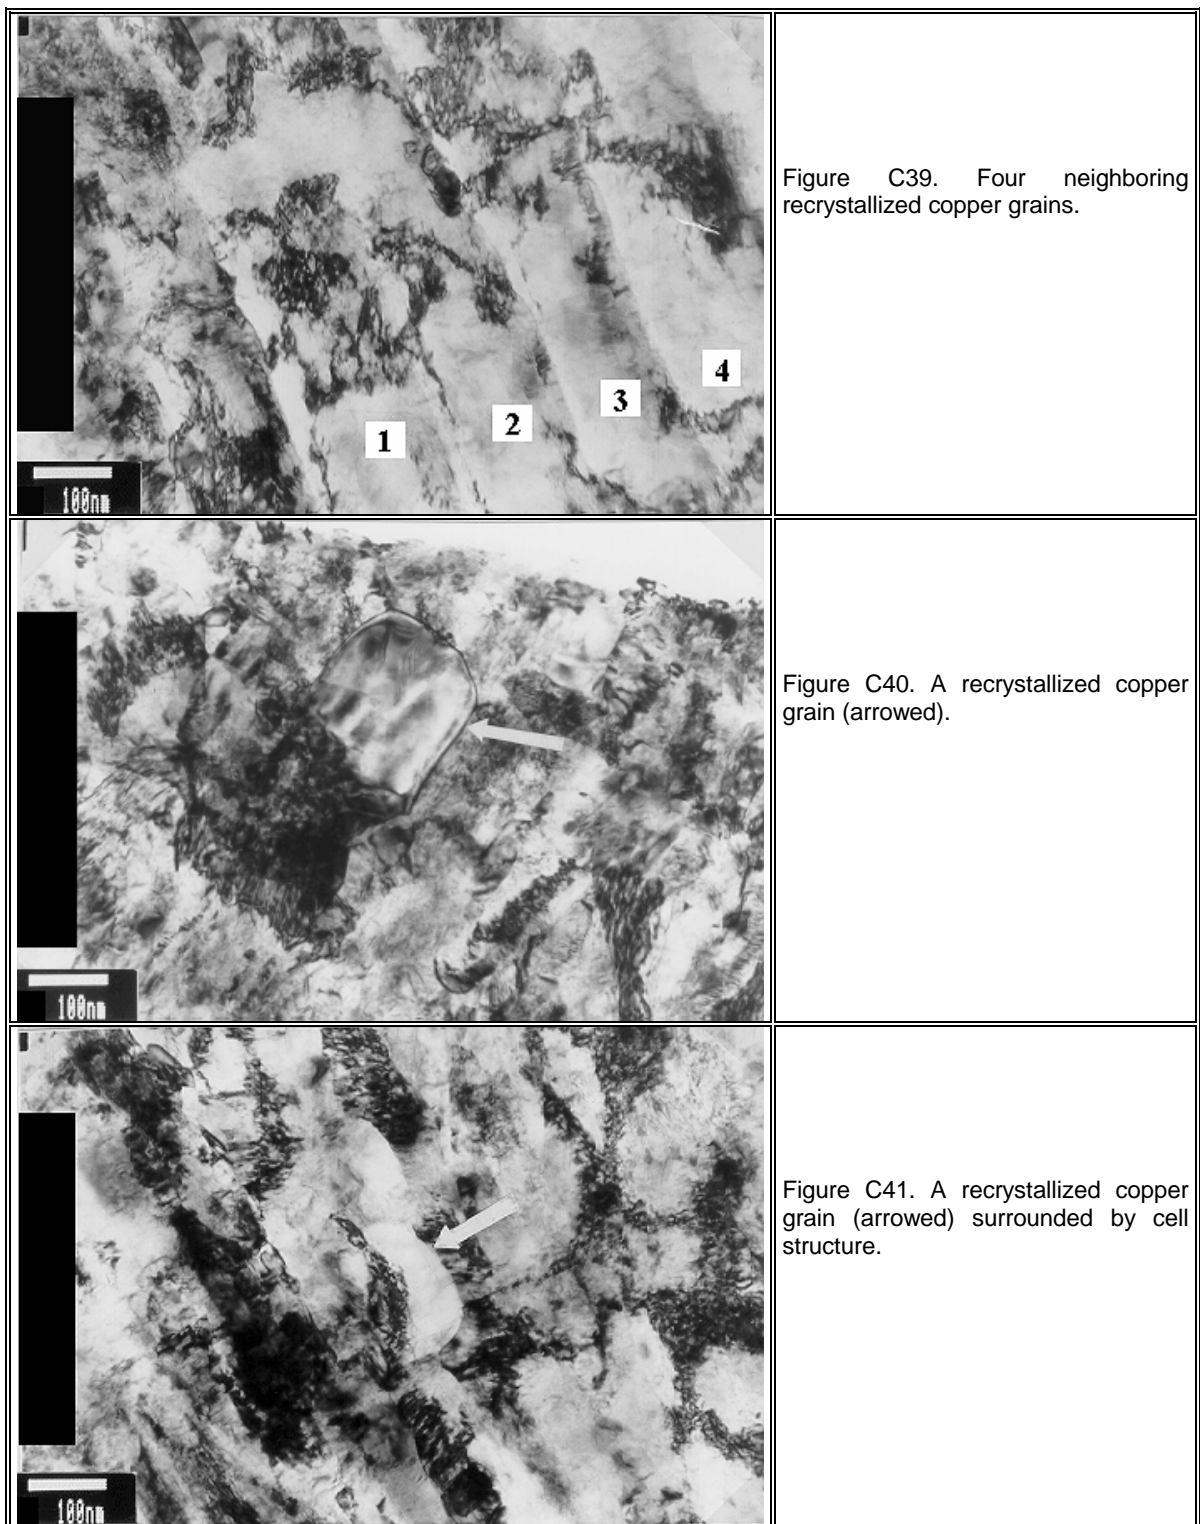 Figure C39. Four neighboring
recrystallized copper grains.
1
2
3
4
100nm
Figure C40. A recrystallized copper
grain (arrowed).
100nm
Figure C41. A recrystallized copper
grain (arrowed) surrounded by cell
structure.
100nm